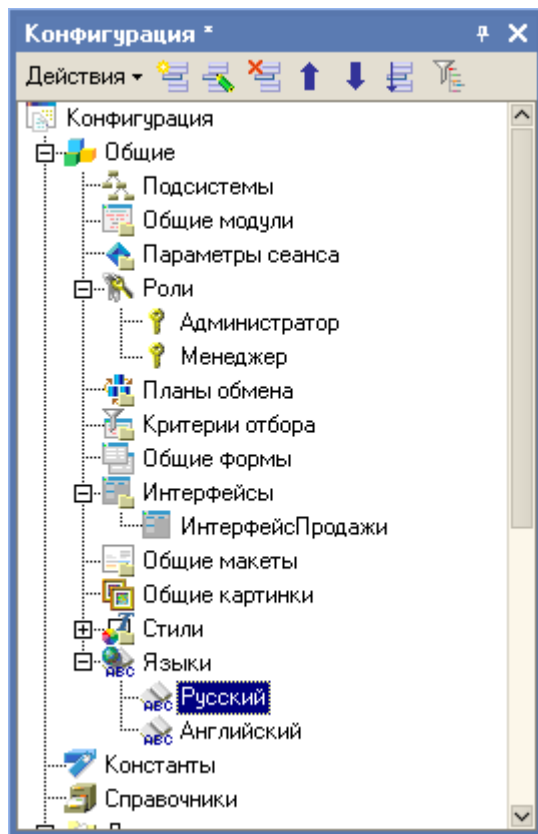 Конфигурация *
Действия
Конфигурация
Общие
Подсистемы
Общие модули
Параметры сеанса
Роли
Администратор
Менеджер
Планы обмена
Критерии отбора
Общие формы
Интерфейсы
ИнтерфейсПродажи
Общие макеты
Общие картинки
Стили
Языки
Русский
Английский
Константы
Справочники